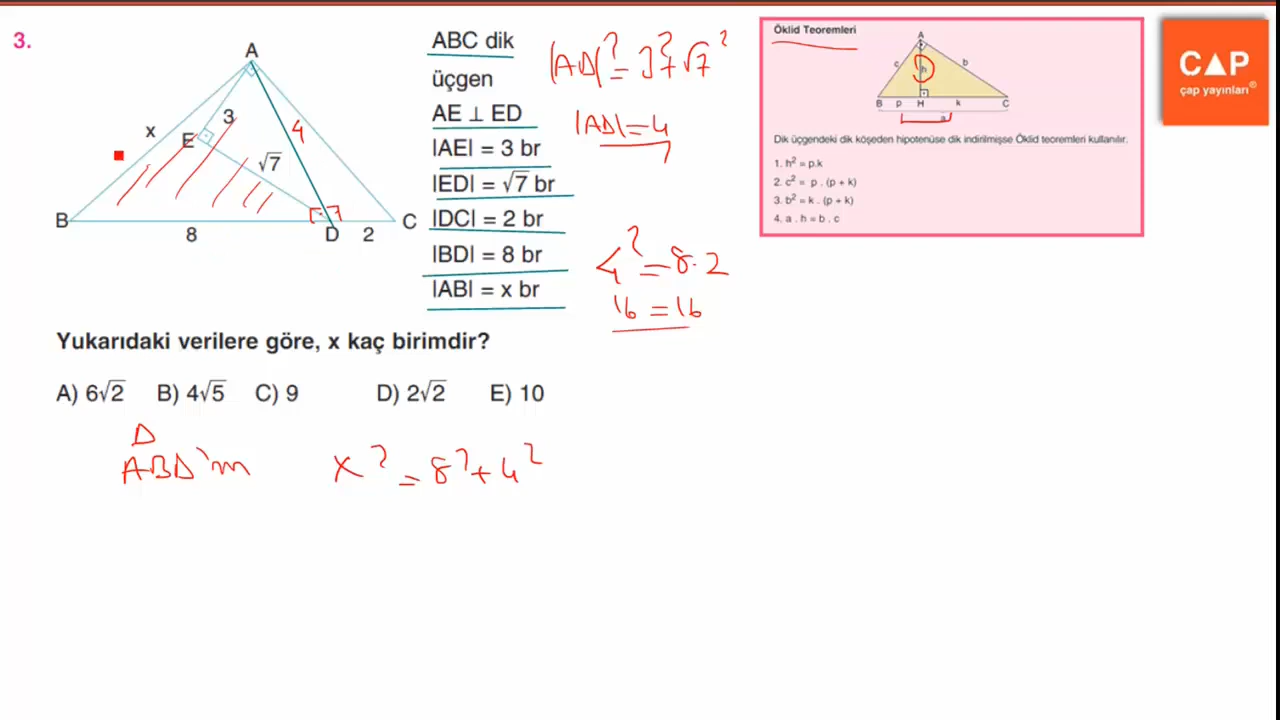 3.
A
x
E
3
4
√7
B
8
D
2
C
ABC dik
üçgen
AE ⊥ ED
|AE| = 3 br
|ED| = √7 br
|DC| = 2 br
|BD| = 8 br
|AB| = x br
|AD|² = 3² + √7²
|AD| = 4
4² = 8.2
16 = 16
Yukarıdaki verilere göre, x kaç birimdir?
A) 6√2 B) 4√5 C) 9 D) 2√2 E) 10
ABD'm x² = 8² + 4²
Öklid Teoremleri
A
c
h
b
B p H k C
a
Dik üçgendeki dik köşeden hipotenüse dik indirilmişse Öklid teoremleri kullanılır.
1. h² = p.k
2. c² = p . (p + k)
3. b² = k . (p + k)
4. a . h = b . c
ÇAP
çap yayınları®